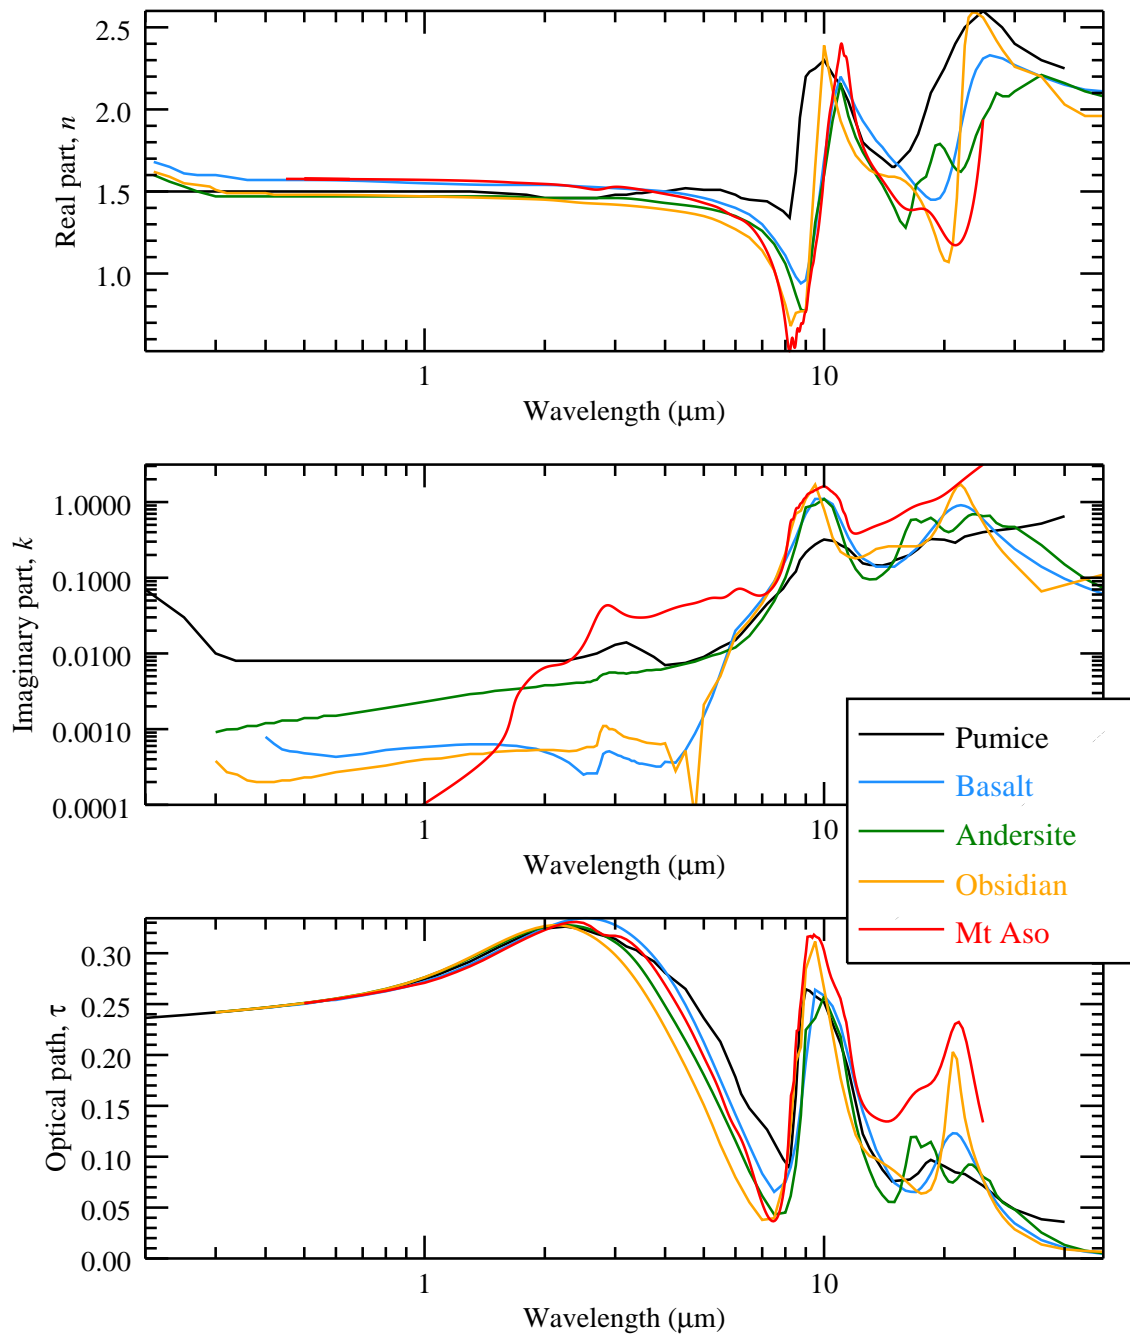 2.5
2.0
1.5
1.0
Real part, n
1 10
Wavelength (μm)
1.0000
0.1000
0.0100
0.0010
0.0001
Imaginary part, k
1 10
Wavelength (μm)
Pumice
Basalt
Andersite
Obsidian
Mt Aso
0.30
0.25
0.20
0.15
0.10
0.05
0.00
Optical path, τ
1 10
Wavelength (μm)